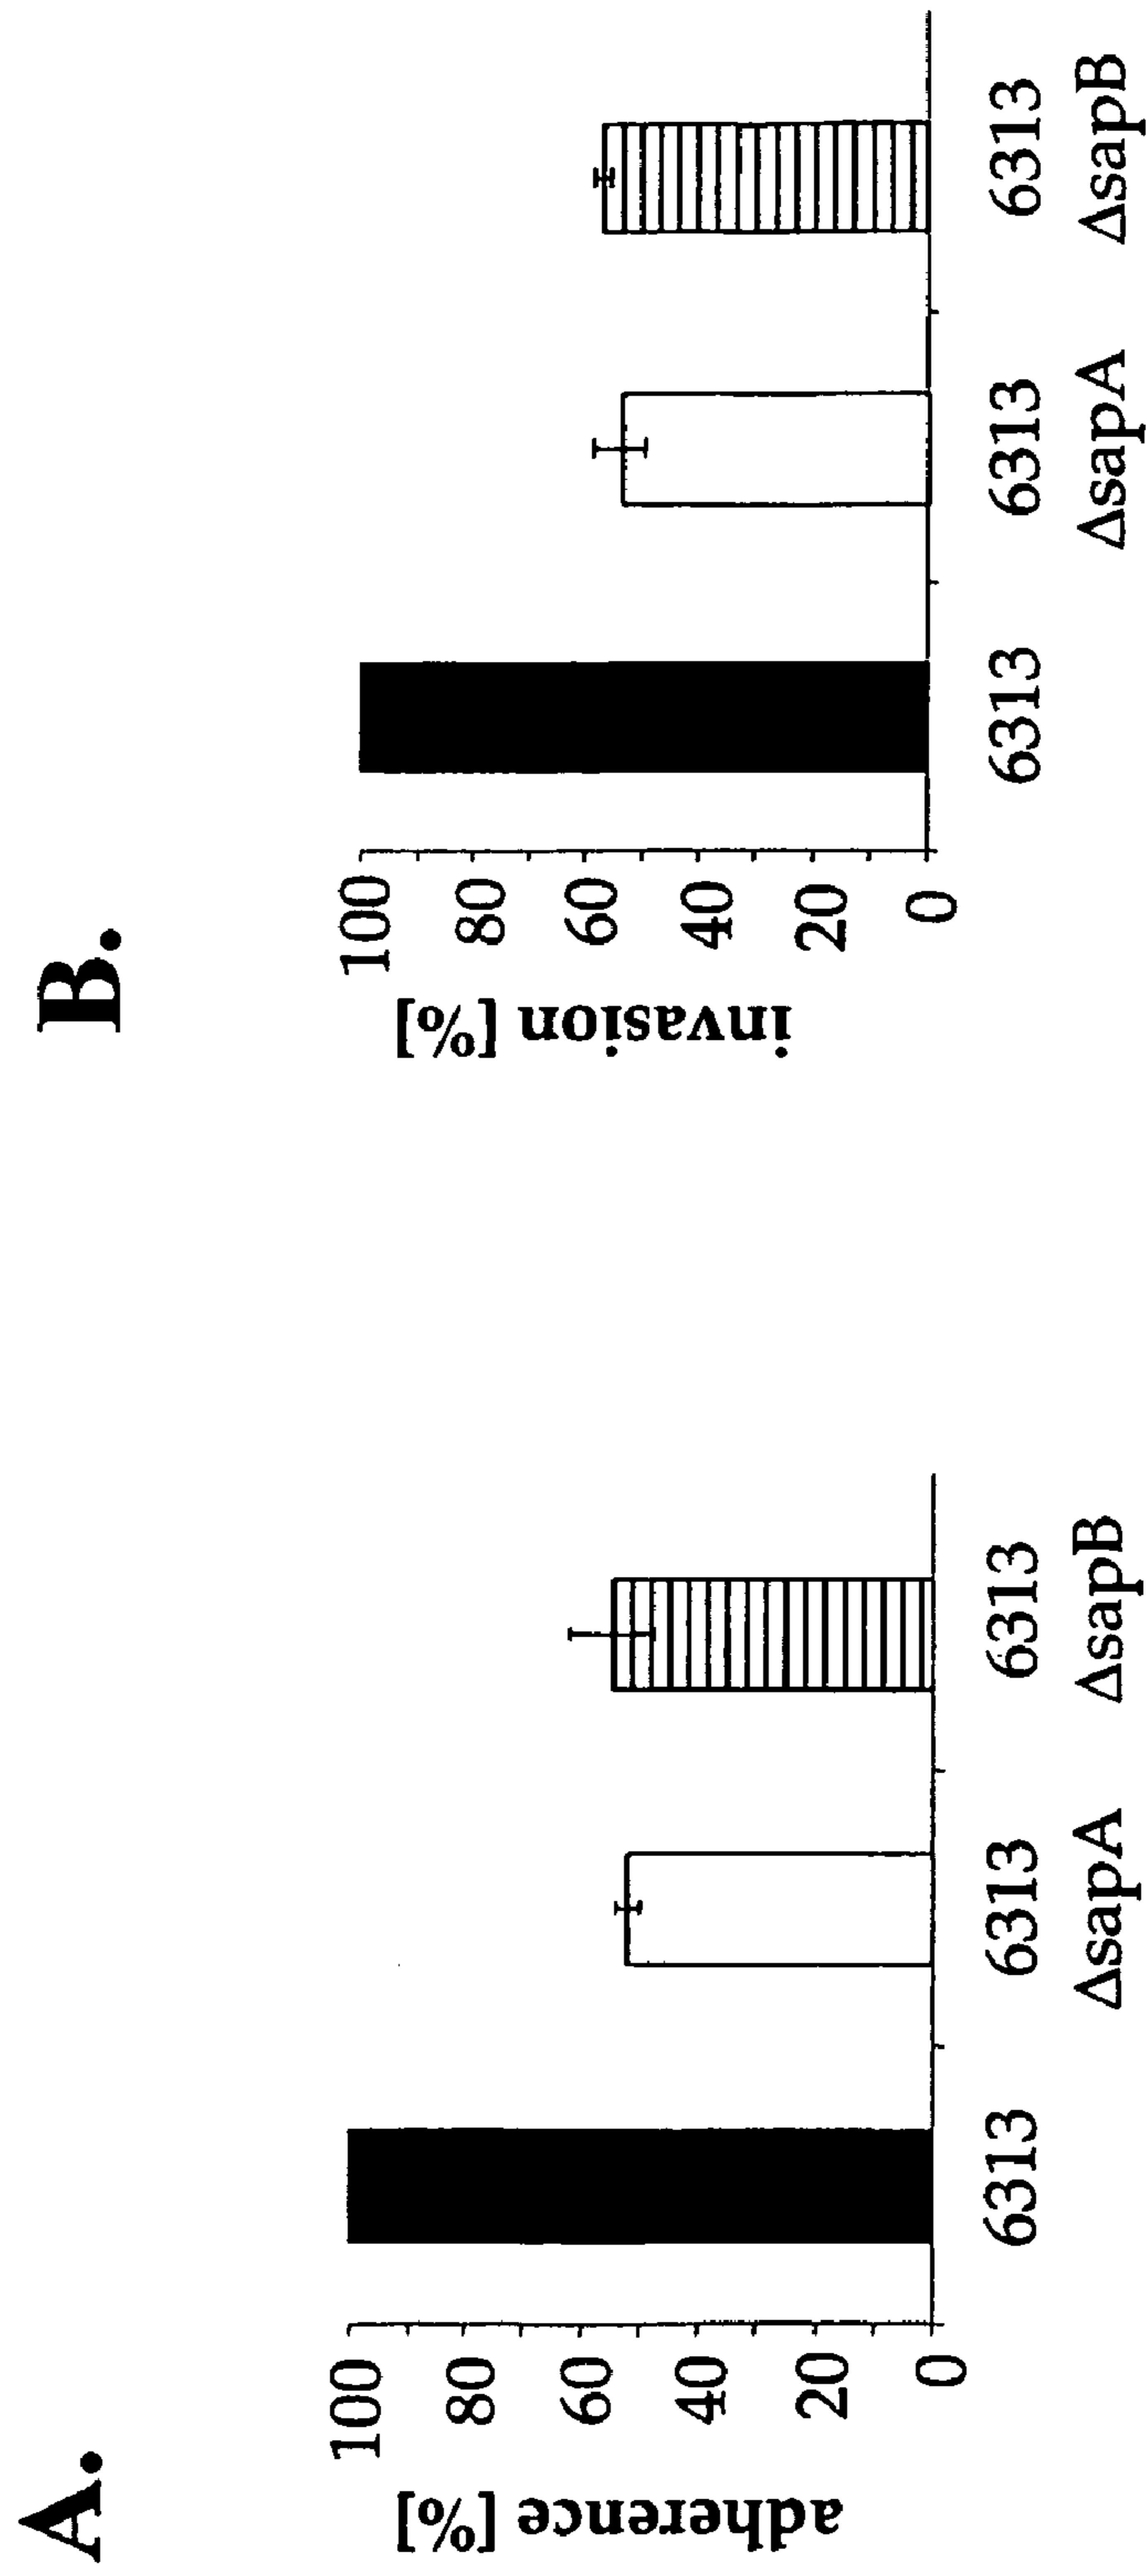 A.
adherence [%]
100
80
60
40
20
0
6313
6313
6313
ΔsapA
ΔsapB
B.
invasion [%]
100
80
60
40
20
0
6313
6313
6313
ΔsapA
ΔsapB